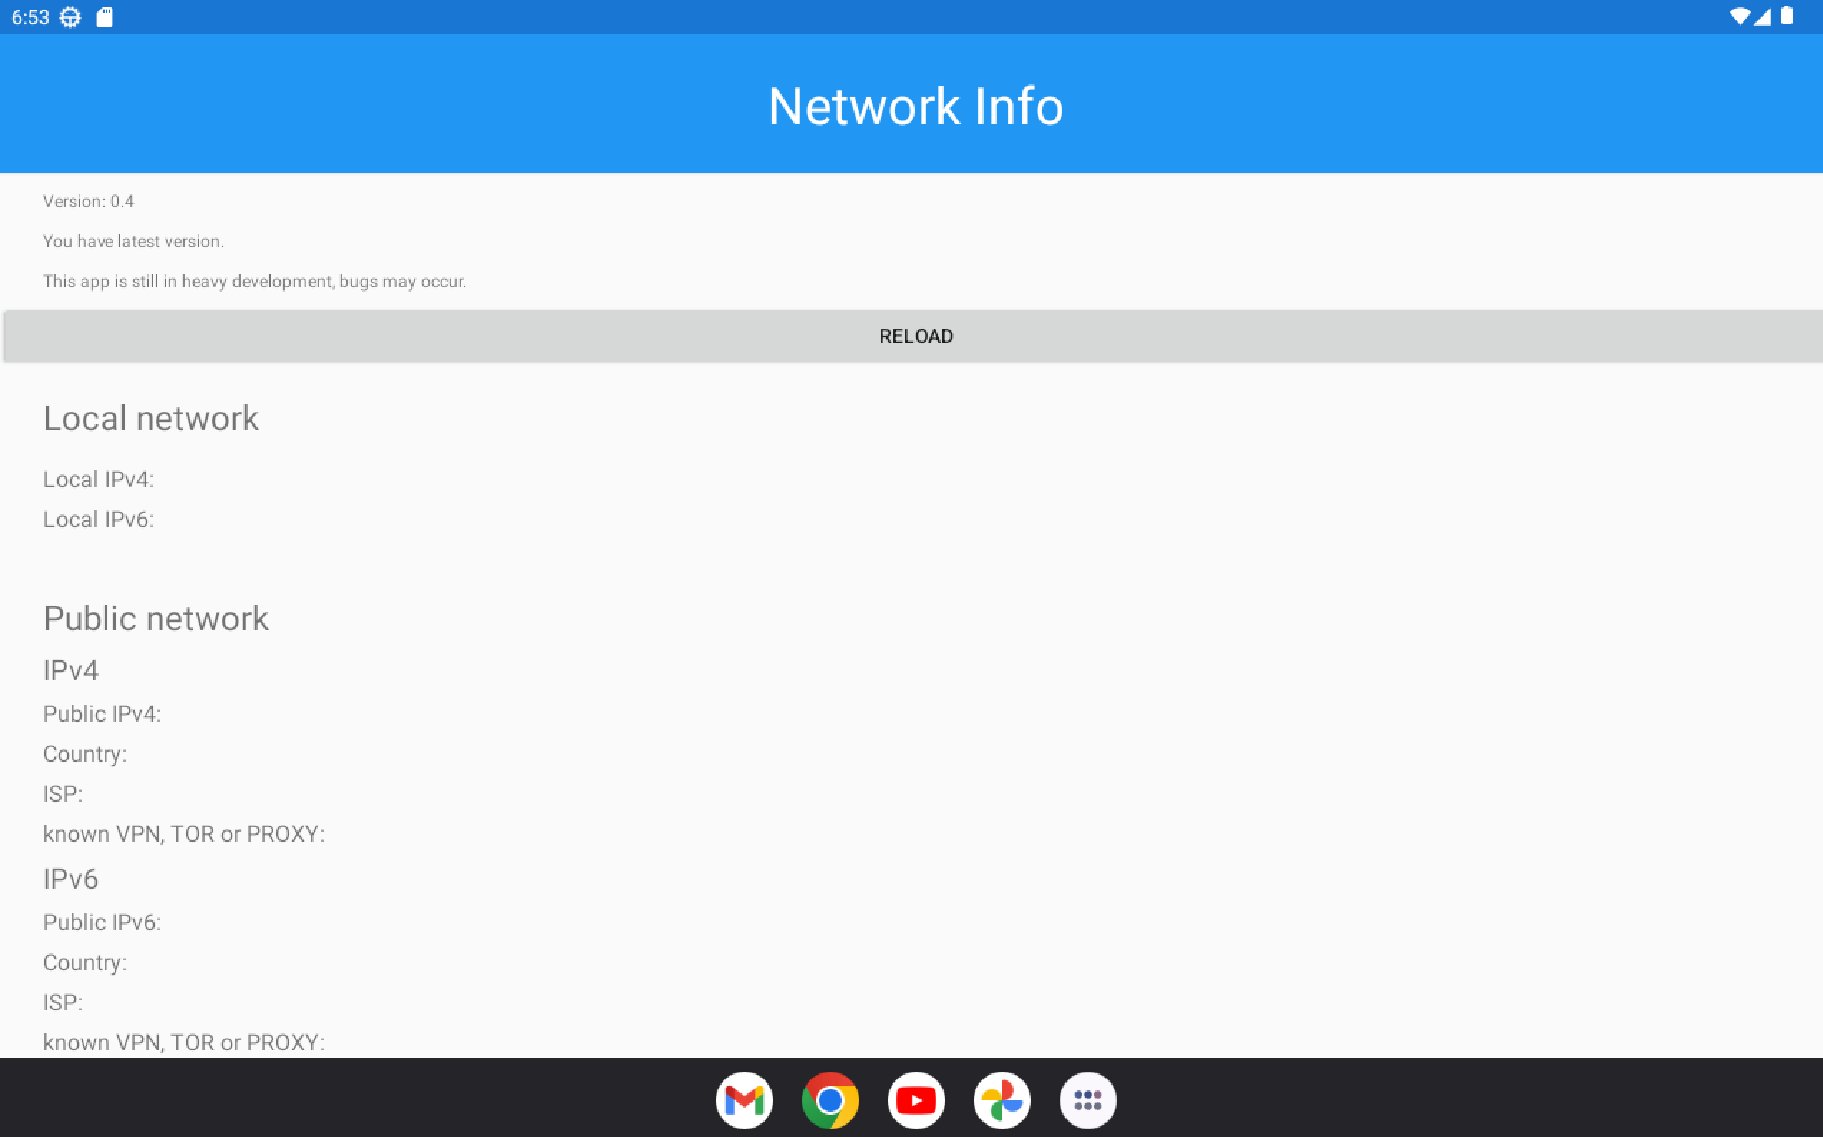 6:53
Network Info
Version: 0.4
You have latest version.
This app is still in heavy development, bugs may occur.
RELOAD
Local network
Local IPv4:
Local IPv6:
Public network
IPv4
Public IPv4:
Country:
ISP:
known VPN, TOR or PROXY:
IPv6
Public IPv6:
Country:
ISP:
known VPN, TOR or PROXY: